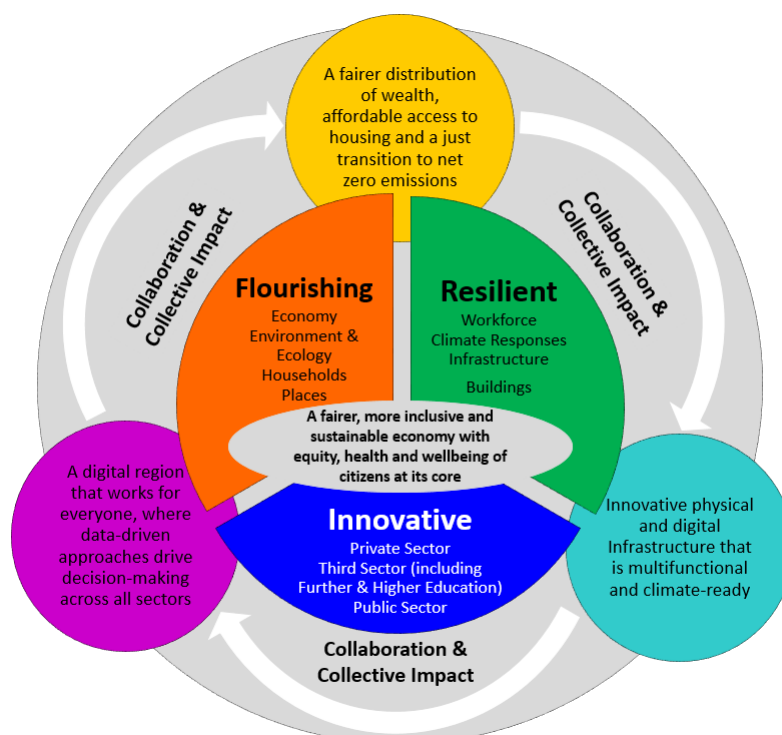 A fairer distribution
of wealth,
affordable access to
housing and a just
transition to net
zero emissions
Collaboration &
Collective Impact
Collaboration &
Collective Impact
Flourishing
Economy
Environment &
Ecology
Households
Places
Resilient
Workforce
Climate Responses
Infrastructure
Buildings
A fairer, more inclusive and
sustainable economy with
equity, health and wellbeing of
citizens at its core
A digital region
that works for
everyone, where
data-driven
approaches drive
decision-making
across all sectors
Innovative
Private Sector
Third Sector (including
Further & Higher Education)
Public Sector
Innovative physical
and digital
Infrastructure that
is multifunctional
and climate-ready
Collaboration &
Collective Impact